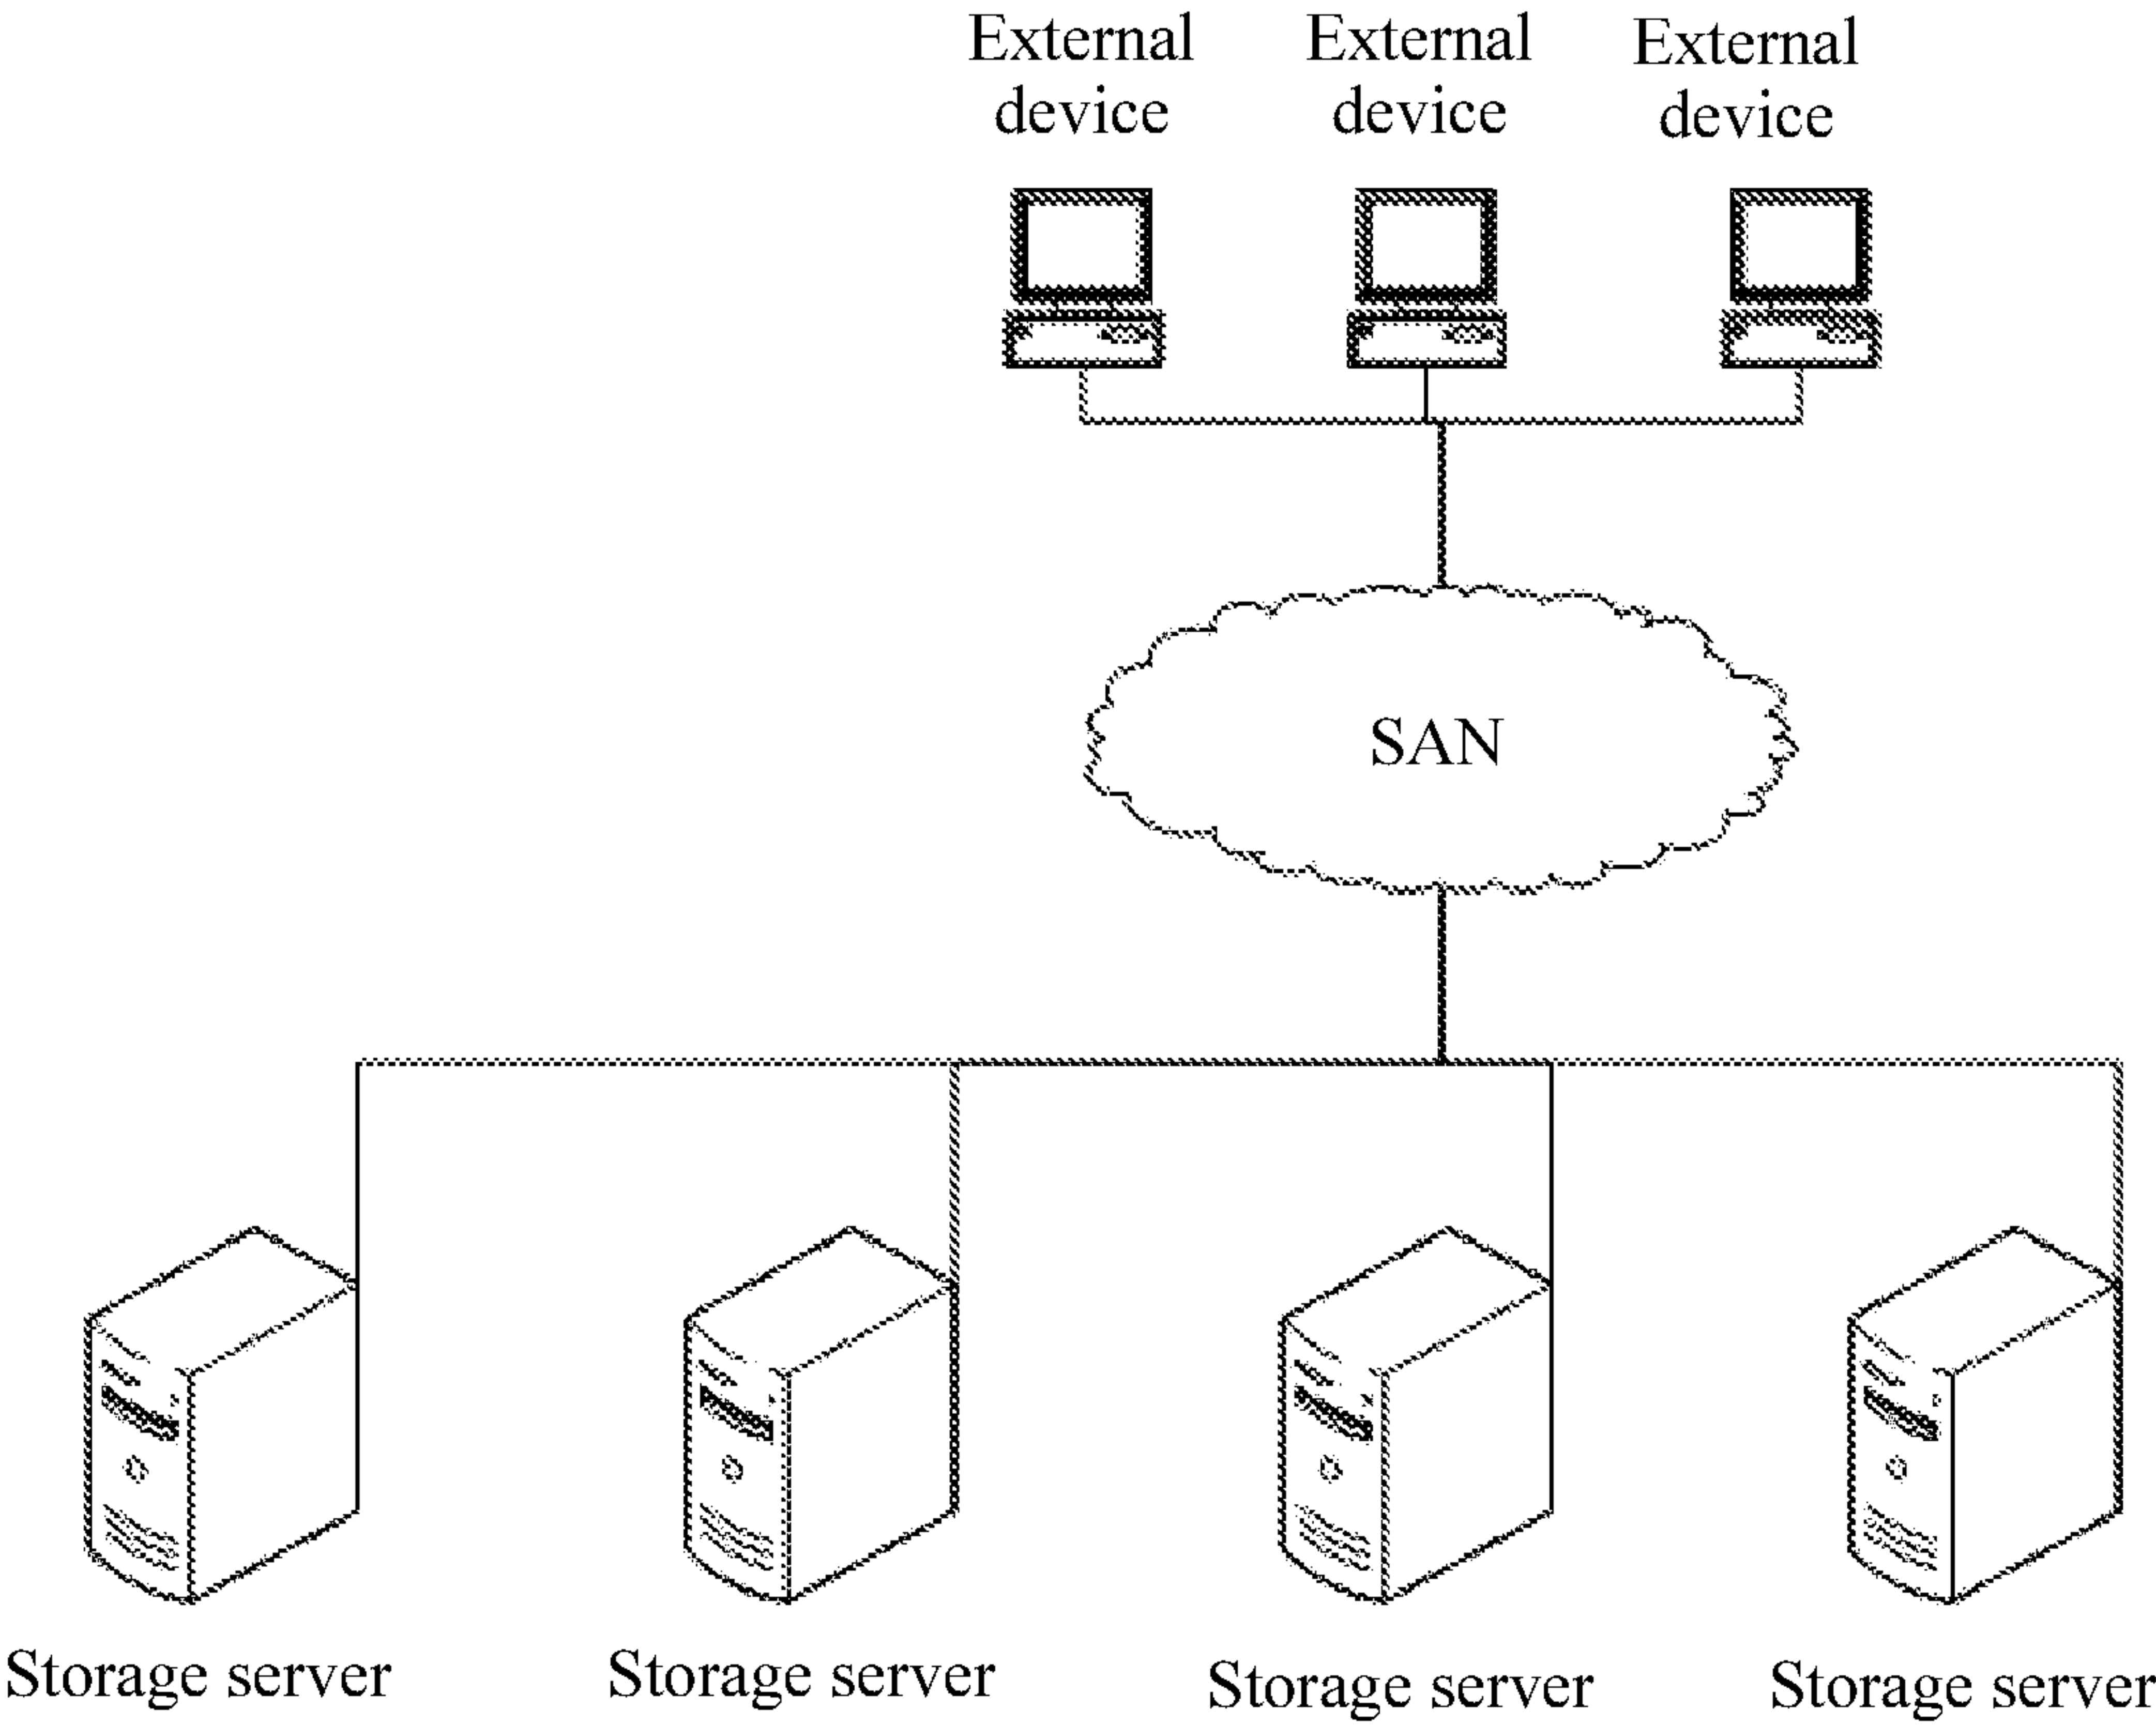 External
device
External
device
External
device
SAN
Storage server
Storage server
Storage server
Storage server